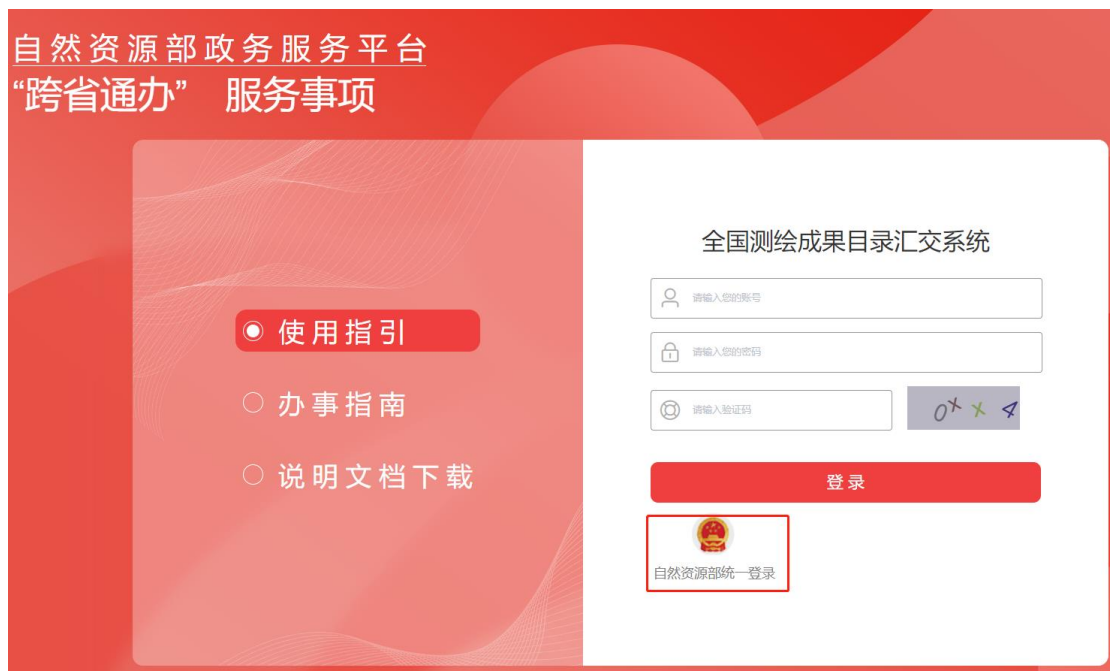 自然资源部政务服务平台
“跨省通办” 服务事项
全国测绘成果目录汇交系统
请输入您的账号
使用指引
请输入您的密码
办事指南
请输入验证码
0xx4
说明文档下载
登录
自然资源部统一登录